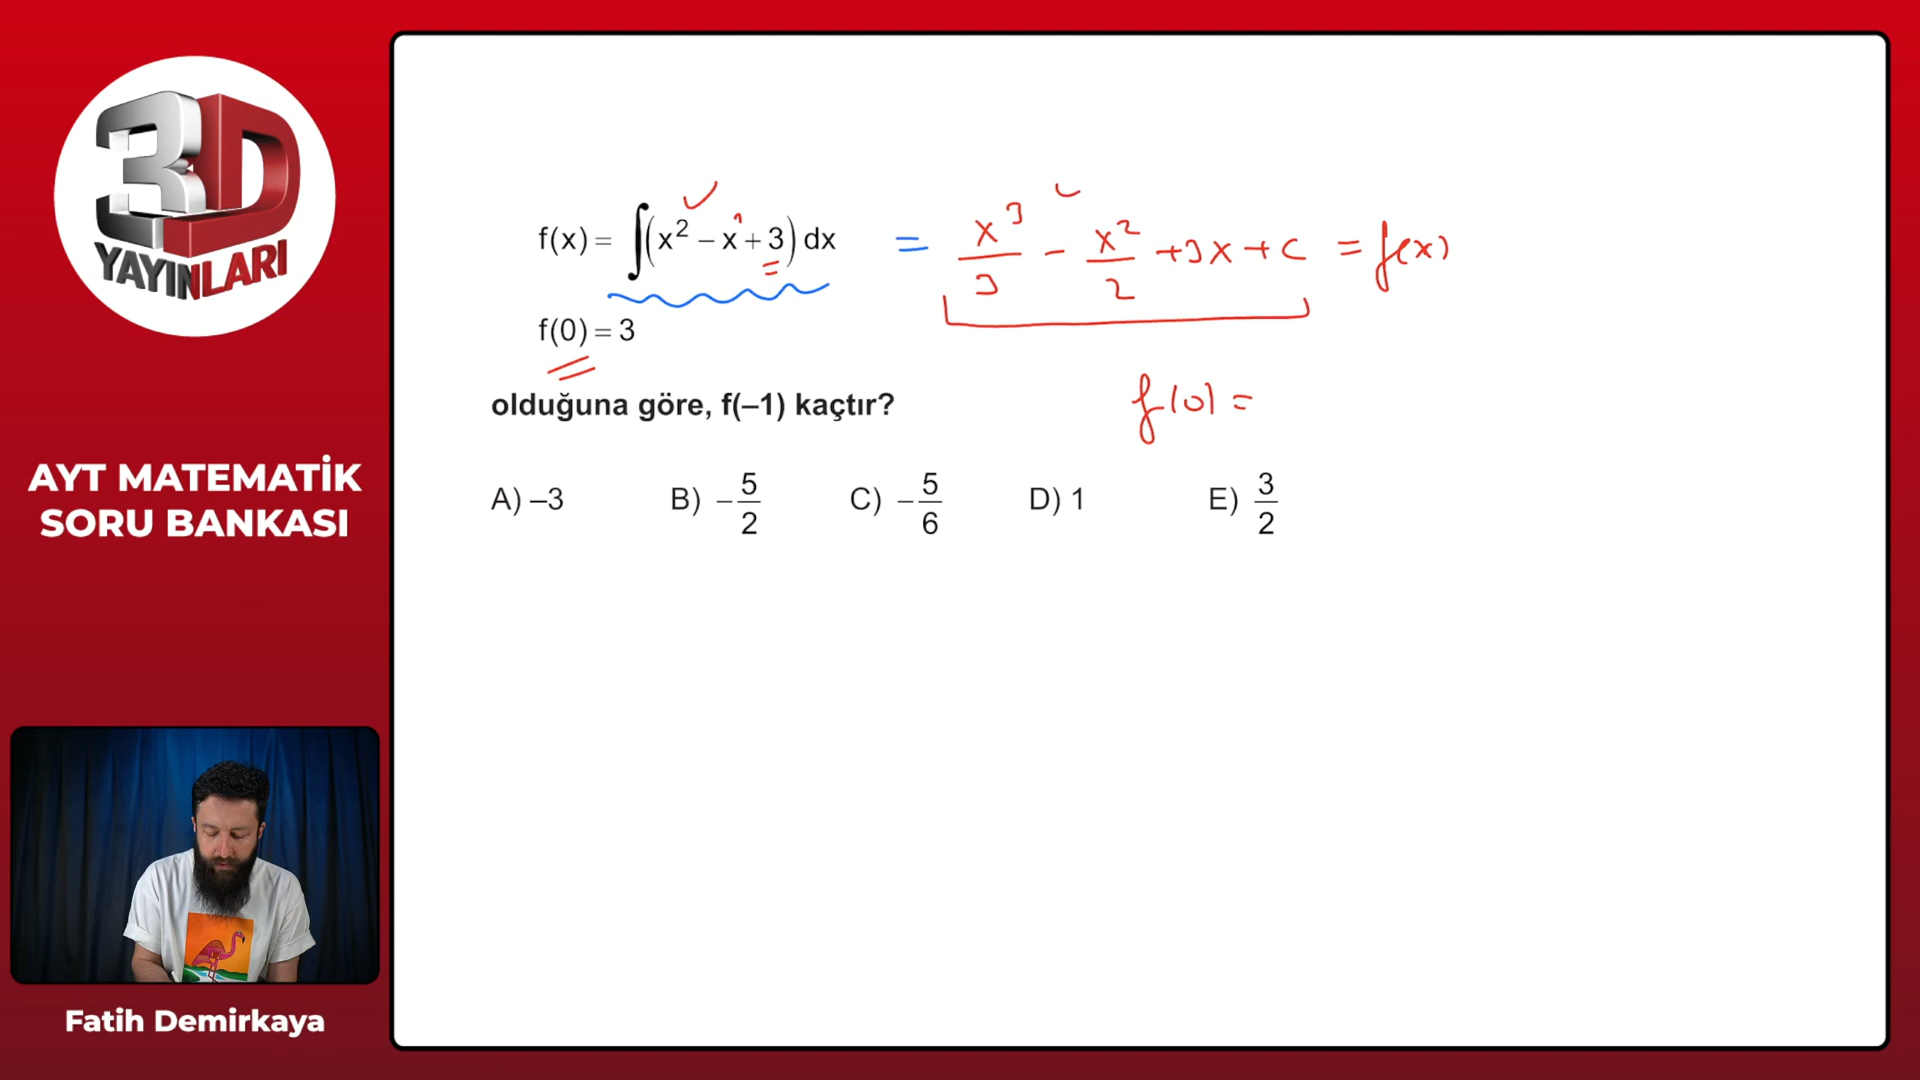 3D
YAYINLARI
AYT MATEMATİK
SORU BANKASI
Fatih Demirkaya
f(x) = ∫(x² – x + 3) dx = x³/3 - x²/2 + 3x + c = f(x)
f(0) = 3
olduğuna göre, f(–1) kaçtır?
f(0) =
A) –3 B) –5/2 C) –5/6 D) 1 E) 3/2